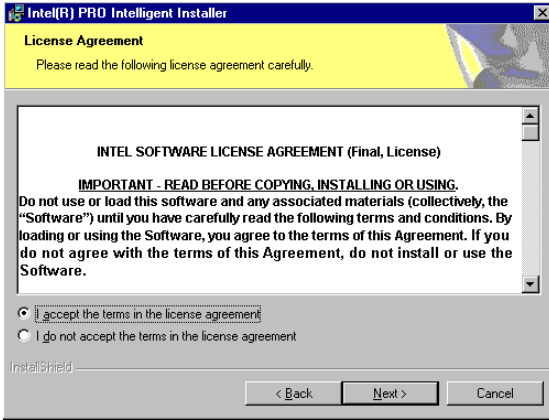 Intel(R) PRO Intelligent Installer
License Agreement
Please read the following license agreement carefully.
INTEL SOFTWARE LICENSE AGREEMENT (Final, License)
IMPORTANT - READ BEFORE COPYING, INSTALLING OR USING.
Do not use or load this software and any associated materials (collectively, the
“Software”) until you have carefully read the following terms and conditions. By
loading or using the Software, you agree to the terms of this Agreement. If you
do not agree with the terms of this Agreement, do not install or use the
Software.
I accept the terms in the license agreement
I do not accept the terms in the license agreement
InstallShield
< Back
Next >
Cancel